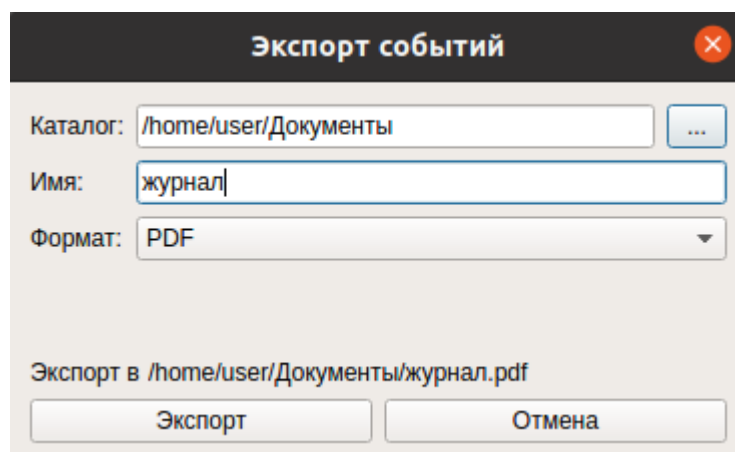 Экспорт событий
Каталог: /home/user/Документы ...
Имя: журнал
Формат: PDF
Экспорт в /home/user/Документы/журнал.pdf
Экспорт Отмена